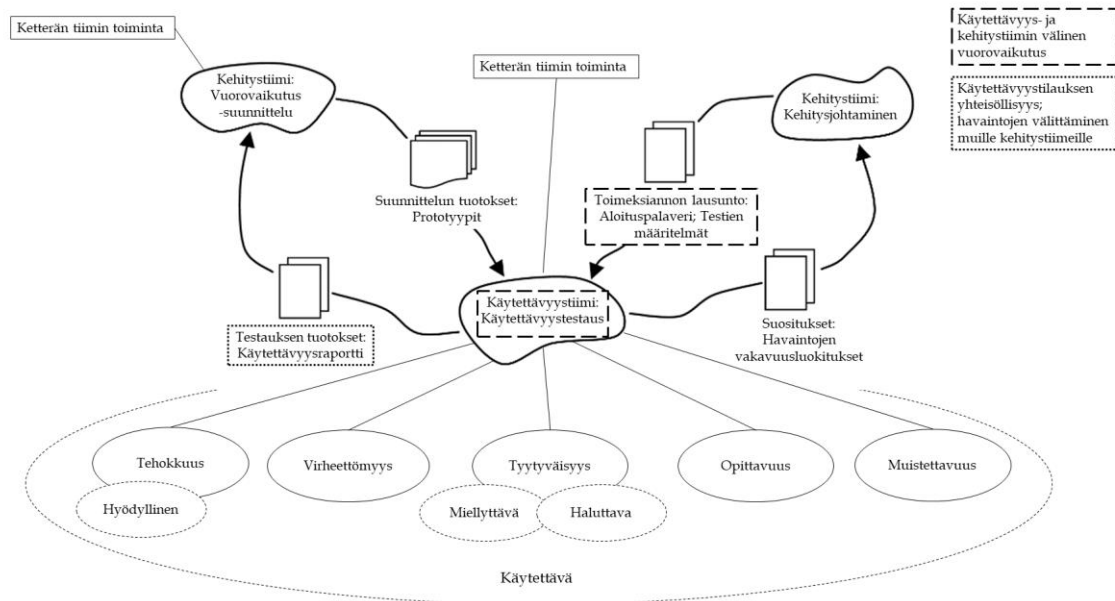 Ketterän tiimin toiminta
Kehitystiimi:
Vuorovaikutus
-suunnittelu
Ketterän tiimin toiminta
Kehitystiimi:
Kehitysjohtaminen
Käytettävyys- ja
kehitystiimin välinen
vuorovaikutus
Käytettävyystilauksen
yhteisöllisyys;
havaintojen välittäminen
muille kehitystiimeille
Suunnittelun tuotokset:
Prototyypit
Toimeksiannon lausunto:
Aloituspalaveri; Testien
määritelmät
Käytettävyystiimi:
Käytettävyystestaus
Testauksen tuotokset:
Käytettävyysraportti
Suositukset:
Havaintojen
vakavuusluokitukset
Tehokkuus
Virheettömyys
Tyytyväisyys
Opittavuus
Muistettavuus
Hyödyllinen
Miellyttävä
Haluttava
Käytettävä